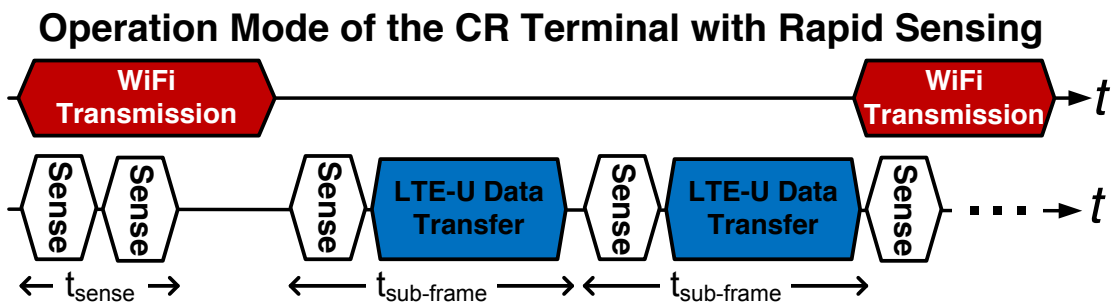 Operation Mode of the CR Terminal with Rapid Sensing
WiFi
Transmission
WiFi
Transmission
t
Sense
Sense
Sense
LTE-U Data
Transfer
Sense
LTE-U Data
Transfer
Sense
t
tsense
tsub-frame
tsub-frame